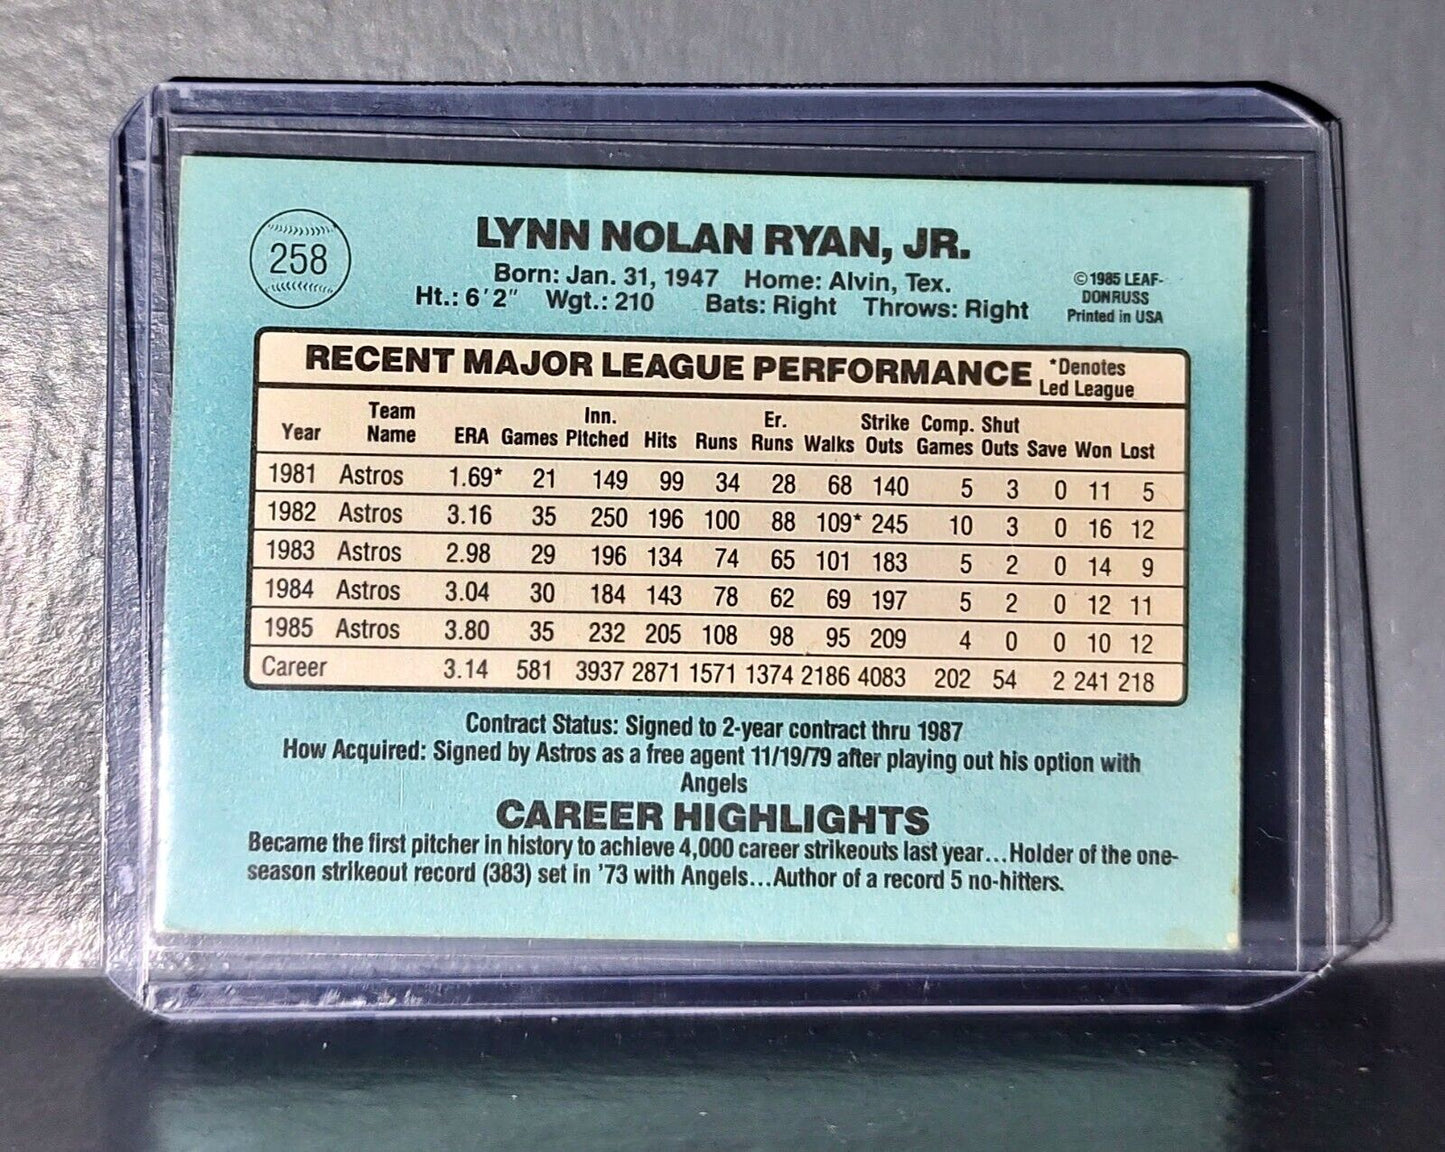 258
LYNN NOLAN RYAN, JR.
Born: Jan. 31, 1947 Home: Alvin, Tex.
Ht.: 6'2" Wgt.: 210 Bats: Right Throws: Right
©1985 LEAF-
DONRUSS
Printed in USA
RECENT MAJOR LEAGUE PERFORMANCE
*Denotes
Led League
Year Team Name ERA Games Inn. Pitched Hits Runs Er. Runs Walks Strike Outs Comp. Games Shut Outs Save Won Lost
1981 Astros 1.69* 21 149 99 34 28 68 140 5 3 0 11 5
1982 Astros 3.16 35 250 196 100 88 109* 245 10 3 0 16 12
1983 Astros 2.98 29 196 134 74 65 101 183 5 2 0 14 9
1984 Astros 3.04 30 184 143 78 62 69 197 5 2 0 12 11
1985 Astros 3.80 35 232 205 108 98 95 209 4 0 0 10 12
Career 3.14 581 3937 2871 1571 1374 2186 4083 202 54 2 241 218
Contract Status: Signed to 2-year contract thru 1987
How Acquired: Signed by Astros as a free agent 11/19/79 after playing out his option with
Angels
CAREER HIGHLIGHTS
Became the first pitcher in history to achieve 4,000 career strikeouts last year...Holder of the one-
season strikeout record (383) set in '73 with Angels...Author of a record 5 no-hitters.